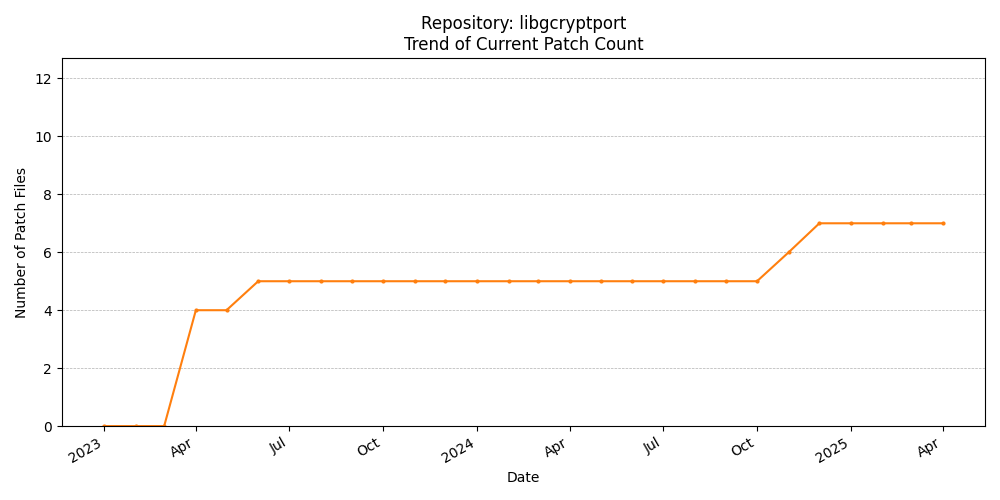 Repository: libgcryptport
Trend of Current Patch Count
12
10
8
6
4
2
0
Number of Patch Files
2023
Apr
Jul
Oct
2024
Apr
Jul
Oct
2025
Apr
Date